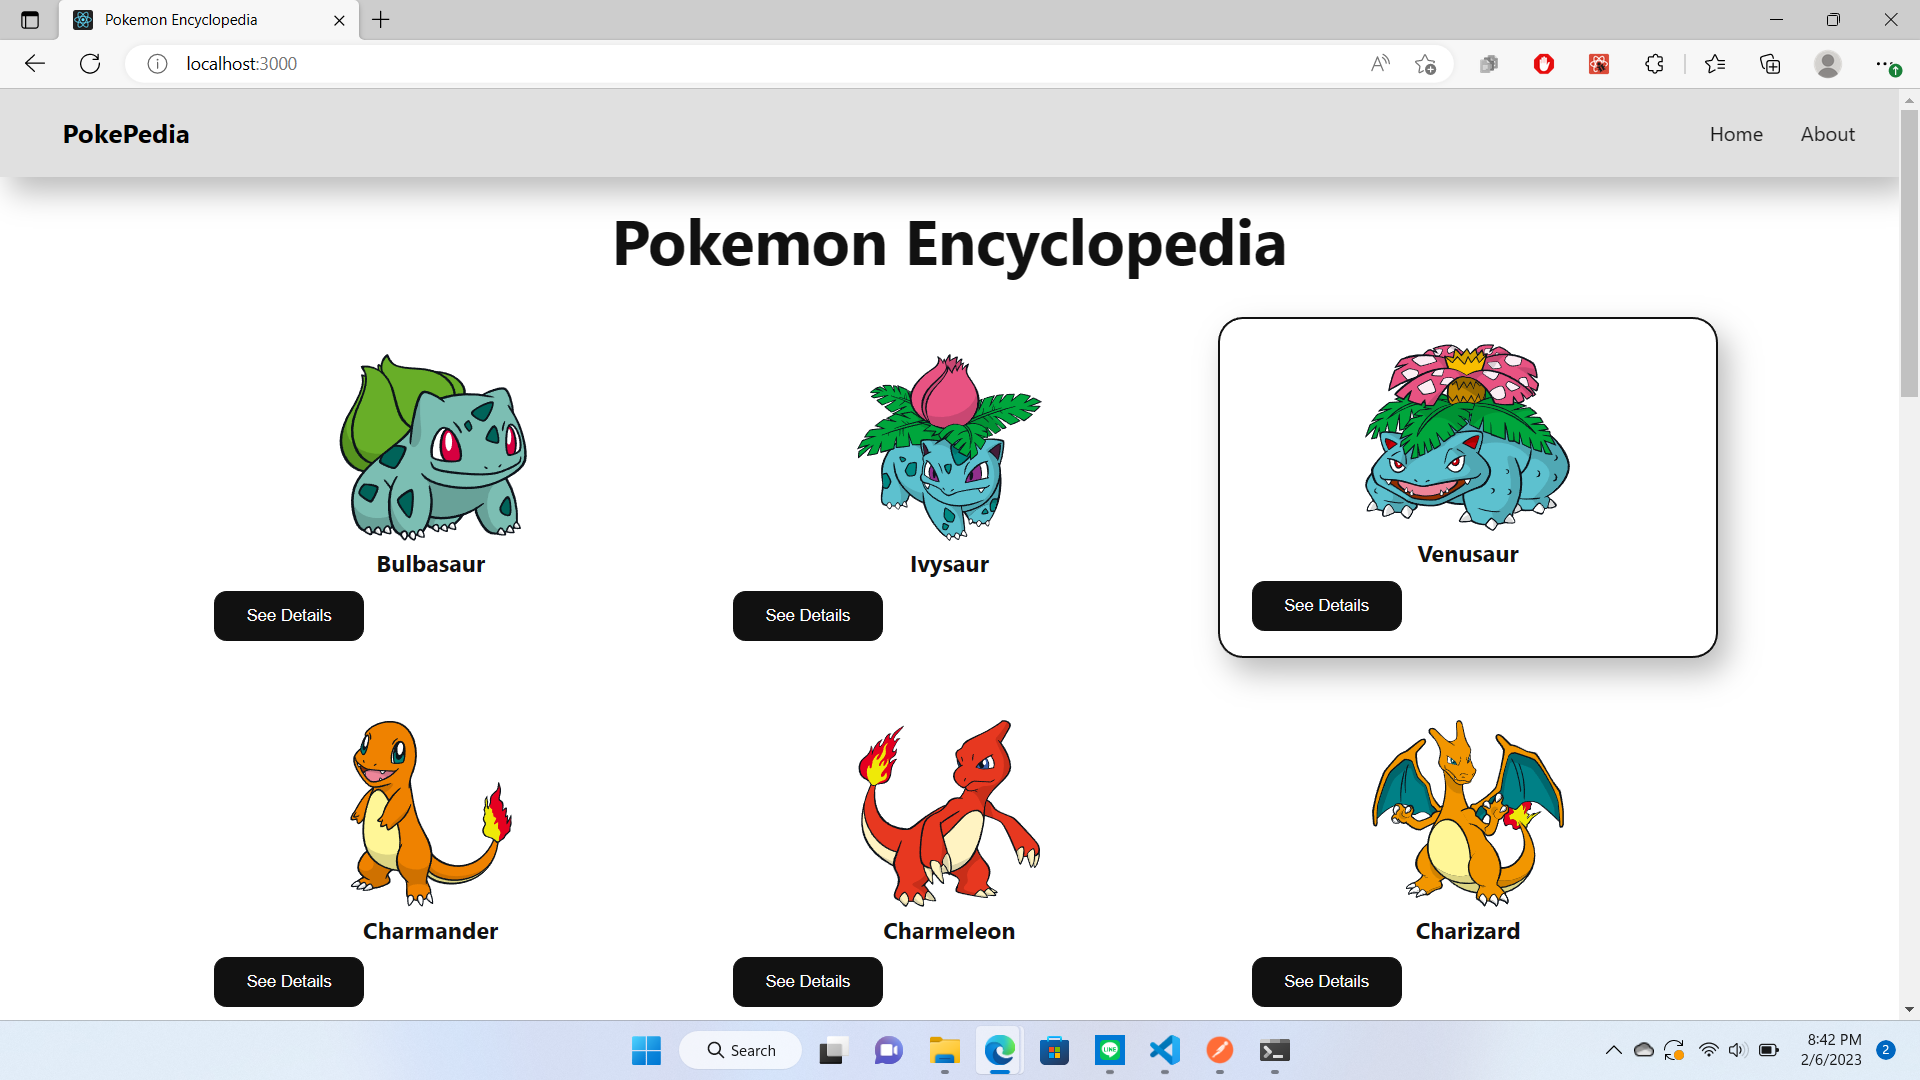 Pokemon Encyclopedia
localhost:3000
PokePedia
Home
About
Pokemon Encyclopedia
Bulbasaur
See Details
Ivysaur
See Details
Venusaur
See Details
Charmander
See Details
Charmeleon
See Details
Charizard
See Details
Search
LINE
8:42 PM
2/6/2023
2